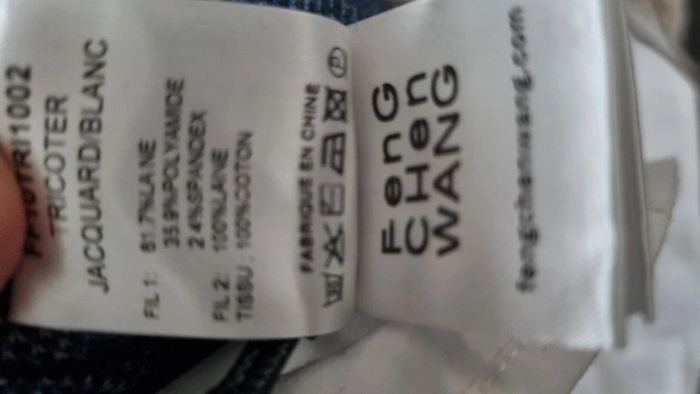 TRICOTER
JACQUARD/BLANC
FIL 1: 61.7%LAINE
35.9%POLYAMIDE
2.4%SPANDEX
FIL 2: 100%LAINE
TISSU: 100%COTON
FABRIQUE EN CHINE
P
FenG
CHen
WANG
fengchenwang.com